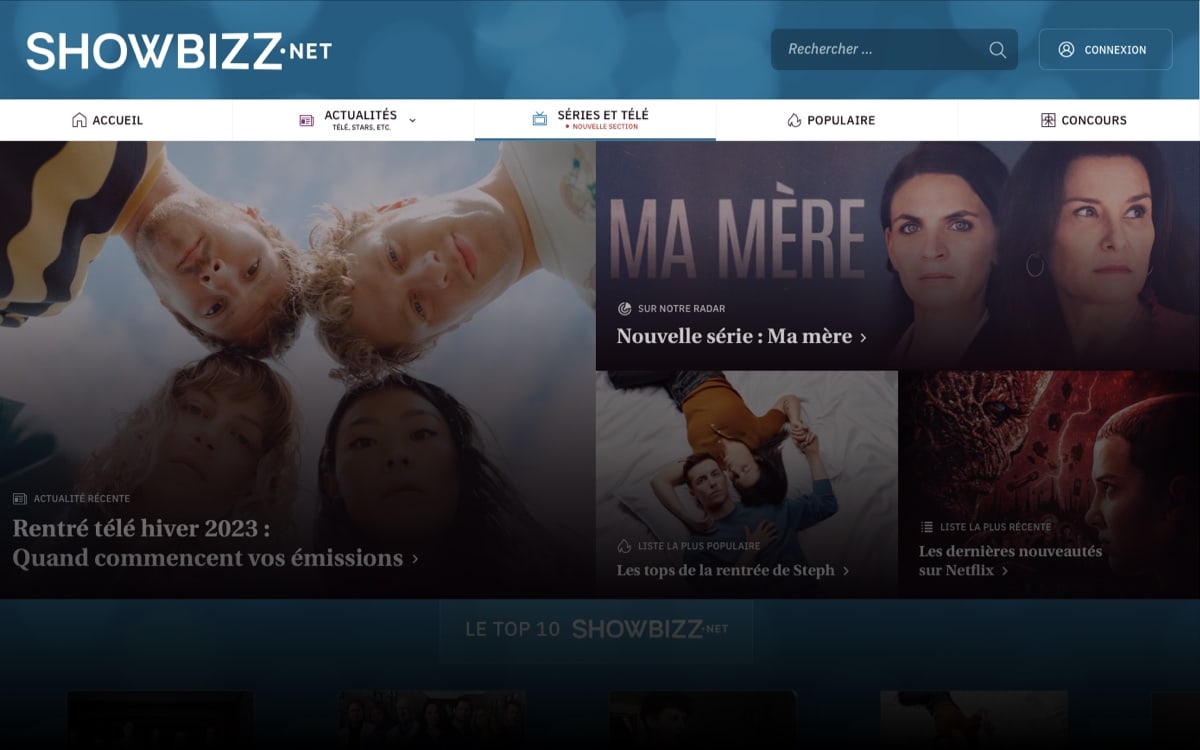 SHOWBIZZ·NET
Rechercher ...
CONNEXION
ACCUEIL
ACTUALITÉS
TÉLÉ, STARS, ETC.
SÉRIES ET TÉLÉ
• NOUVELLE SECTION
POPULAIRE
CONCOURS
MA MÈRE
SUR NOTRE RADAR
Nouvelle série : Ma mère ›
ACTUALITÉ RÉCENTE
Rentré télé hiver 2023 :
Quand commencent vos émissions ›
LISTE LA PLUS POPULAIRE
Les tops de la rentrée de Steph ›
LISTE LA PLUS RÉCENTE
Les dernières nouveautés
sur Netflix ›
LE TOP 10 SHOWBIZZ·NET